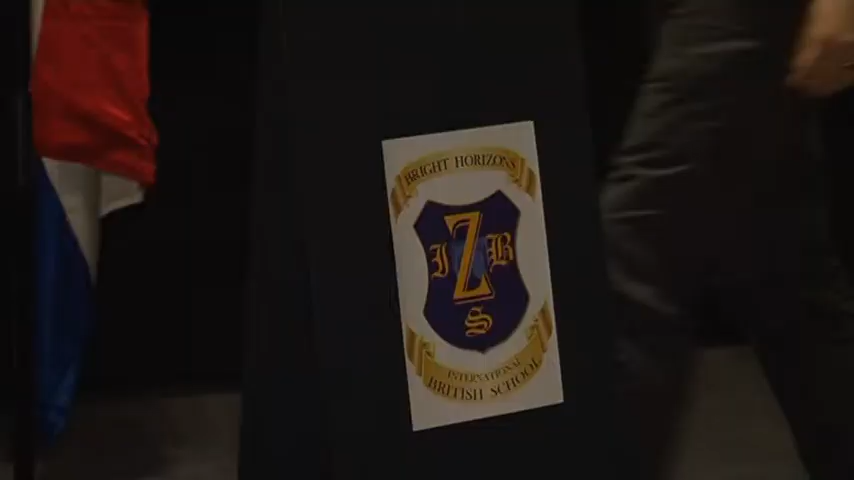 BRIGHT HORIZONS
Z
I B
S
INTERNATIONAL
BRITISH SCHOOL